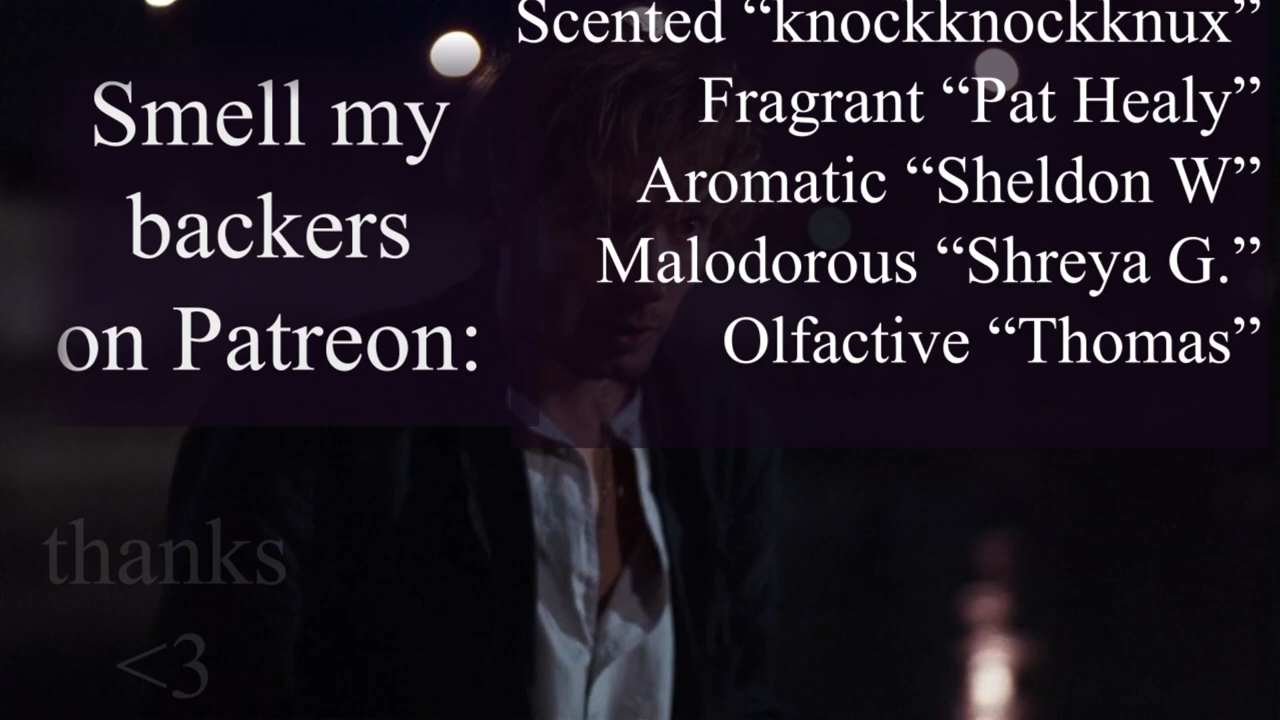 Smell my
backers
on Patreon:
thanks
<3
Scented “knockknockknux”
Fragrant “Pat Healy”
Aromatic “Sheldon W”
Malodorous “Shreya G.”
Olfactive “Thomas”